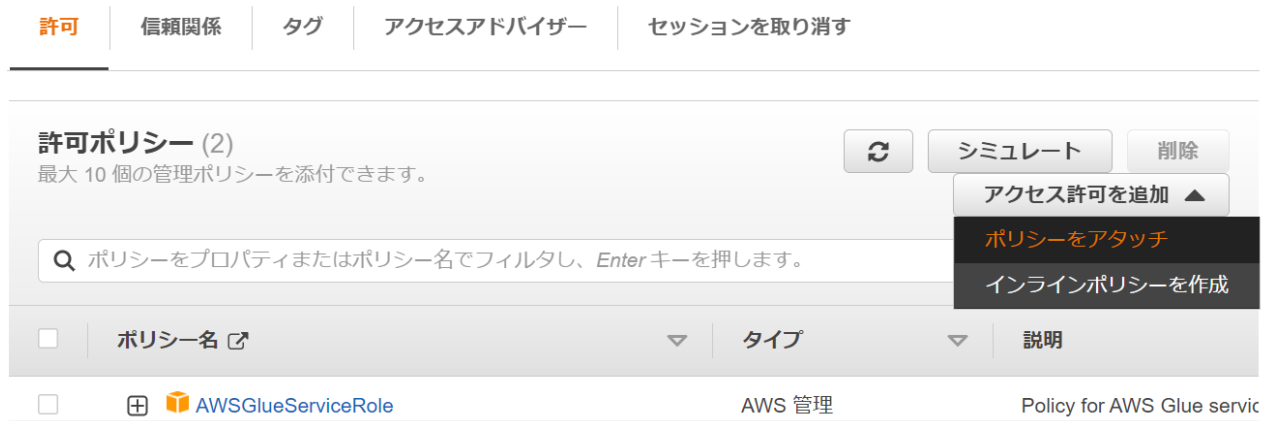 許可 信頼関係 タグ アクセスアドバイザー セッションを取り消す
許可ポリシー (2)
最大 10 個の管理ポリシーを添付できます。
シミュレート 削除
アクセス許可を追加
ポリシーをアタッチ
インラインポリシーを作成
ポリシーをプロパティまたはポリシー名でフィルタし、Enter キーを押します。
ポリシー名 タイプ 説明
AWSGlueServiceRole AWS 管理 Policy for AWS Glue servic